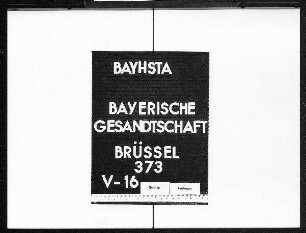 BAYHSTA
BAYERISCHE
GESANDTSCHAFT
BRÜSSEL
373
V-16